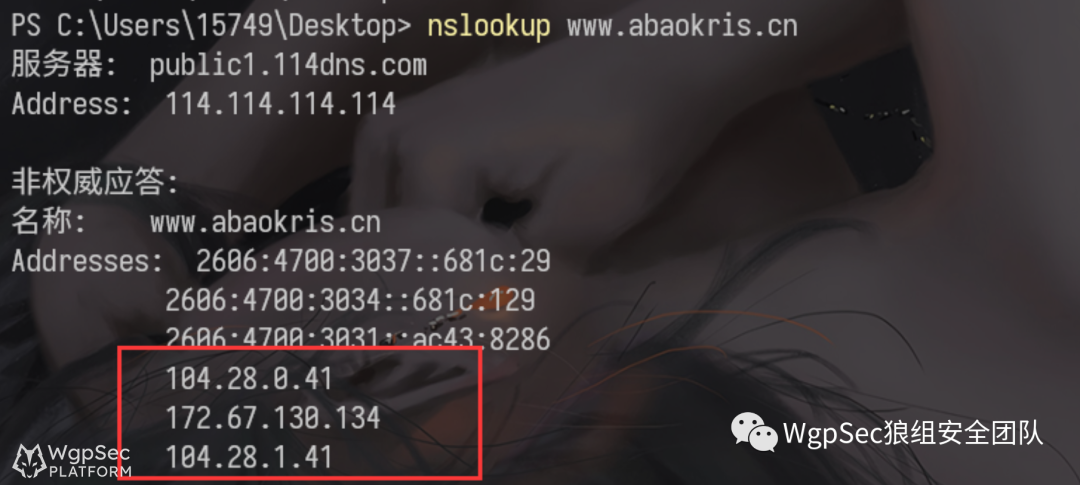 PS C:\Users\15749\Desktop> nslookup www.abaokris.cn
服务器:  public1.114dns.com
Address:  114.114.114.114
非权威应答:
名称:    www.abaokris.cn
Addresses:  2606:4700:3037::681c:29
2606:4700:3034::681c:129
2606:4700:3031::ac43:8286
104.28.0.41
172.67.130.134
104.28.1.41
WgpSec狼组安全团队
WgpSec
PLATFORM